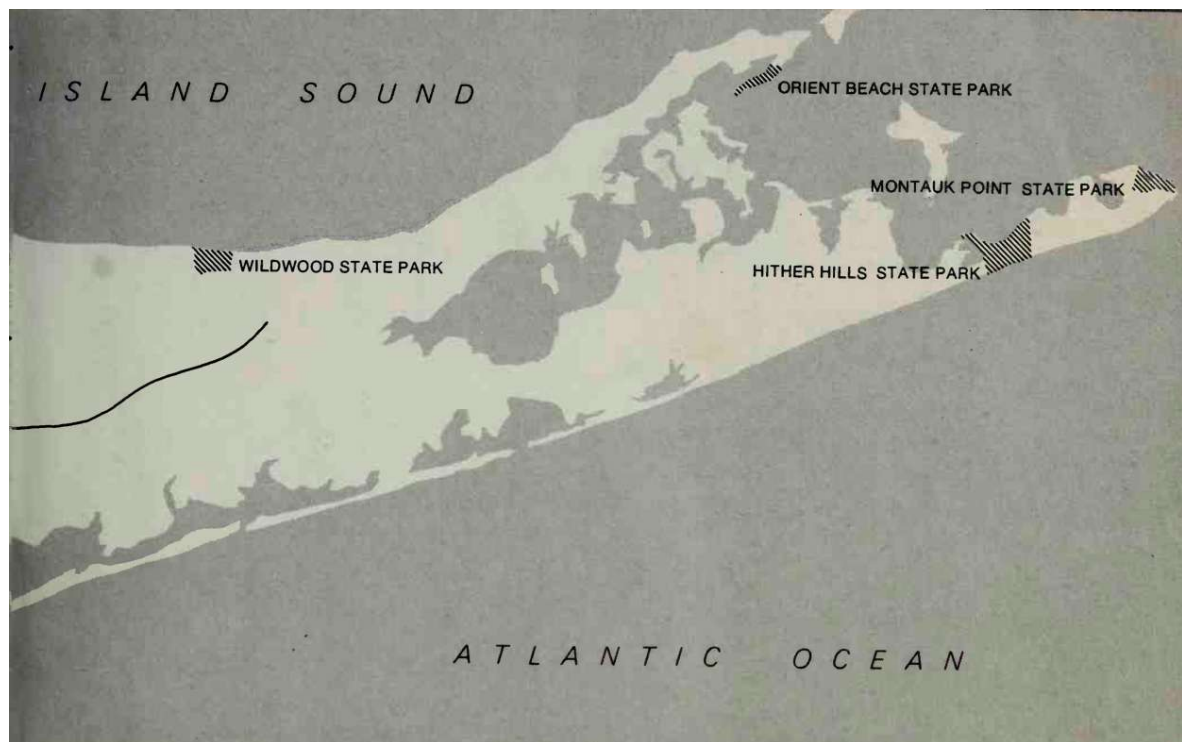 ISLAND SOUND
ORIENT BEACH STATE PARK
MONTAUK POINT STATE PARK
WILDWOOD STATE PARK
HITHER HILLS STATE PARK
ATLANTIC OCEAN